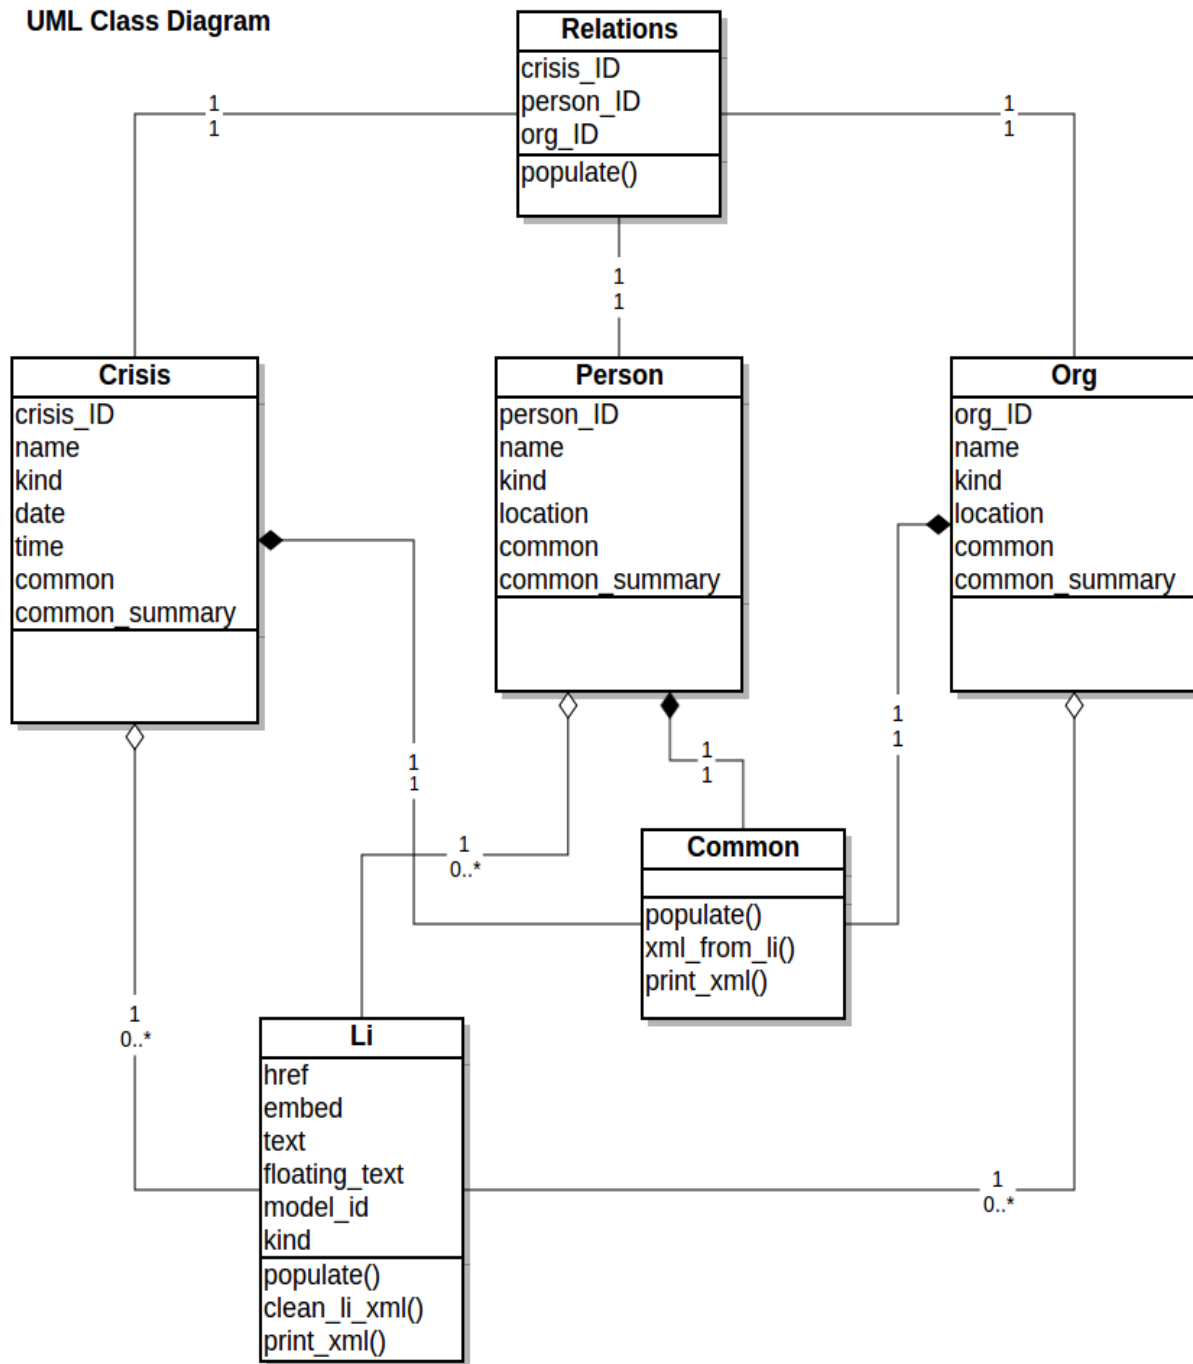 UML Class Diagram
Relations
crisis_ID
person_ID
org_ID
populate()
1
1
1
1
1
1
Crisis
crisis_ID
name
kind
date
time
common
common_summary
Person
person_ID
name
kind
location
common
common_summary
Org
org_ID
name
kind
location
common
common_summary
1
1
1
1
1
1
1
0..*
Common
populate()
xml_from_li()
print_xml()
1
0..*
Li
href
embed
text
floating_text
model_id
kind
populate()
clean_li_xml()
print_xml()
1
0..*